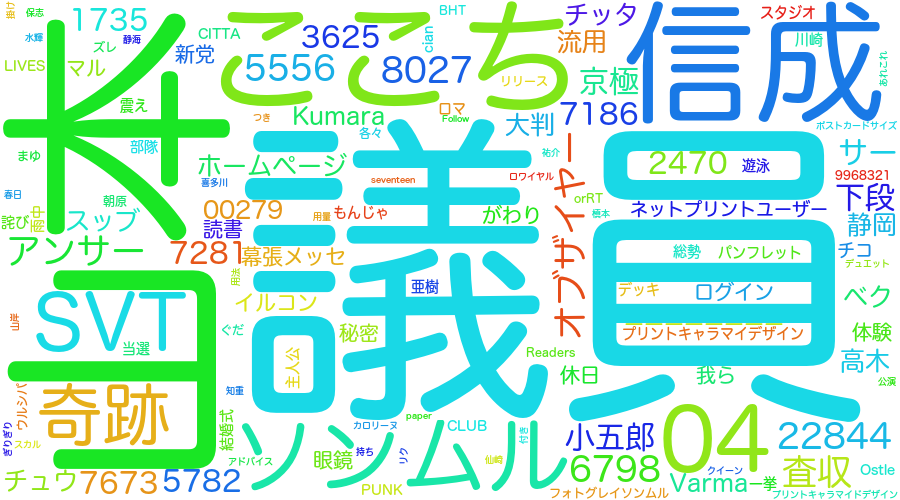 掛け
保志
1735
ここち
BHT
チッタ
信成
スタジオ
水輝
静海
CITTA
3625
cian
流用
川崎
ズレ
新党
LIVES
マル
5556
8027
リリース
京極
あれこれ
震え
Kumara
ロマ
Follow
7186
つき
大判
ポストカードサイズ
杏
部隊
各々
議員
サー
まゆ
ホームページ
祐介
2470
遊泳
喜多川
seventeen
ロワイヤル
9968321
春日
朝原
orRT
下段
雨中
00279
用量
もんじゃ
がわり
榎本
ネットプリントユーザー
詫び
スップ
読書
静岡
アンサー
7281
幕張メッセ
オブザイヤー
総勢
パンフレット
チコ
デュエット
用法
亜樹
デッキ
ログイン
ベク
SVT
イルコン
山岸
ぐだ
秘密
プリントキャラマイデザイン
体験
当選
主人公
Readers
高木
奇跡
知重
休日
我ら
公演
ウルシバ
結婚式
カロリーヌ
paper
CLUB
04
ぎりぎり
スカル
ソンムル
付き
小五郎
22844
アドバイス
眼鏡
持ち
リク
仙崎
6798
クイーン
査収
Ostle
チュウ
7673
5782
PUNK
フォトグレイソンムル
Varma
一挙
プリントキャラマイドデザイン